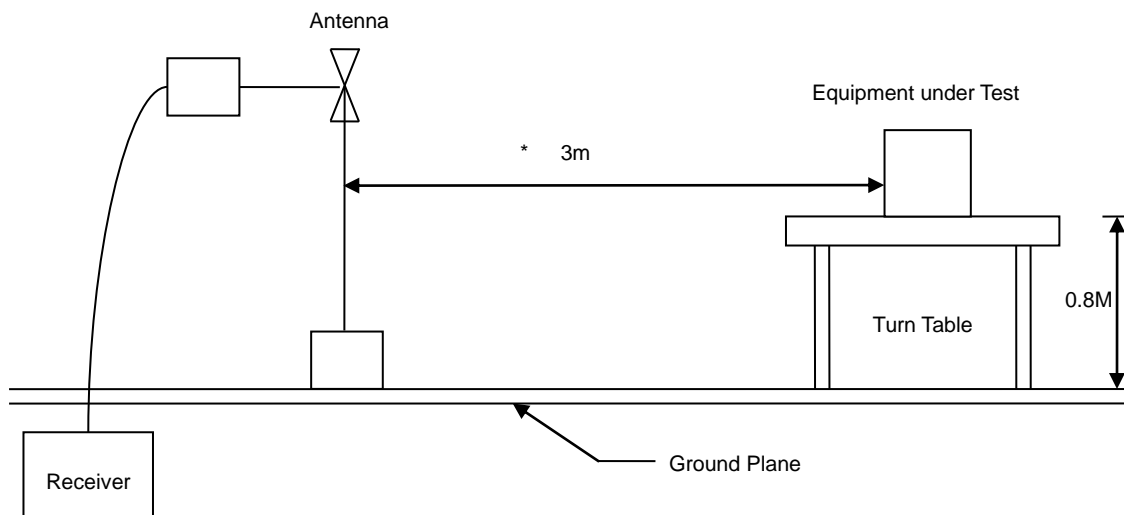 Antenna
Equipment under Test
* 3m
0.8M
Turn Table
Ground Plane
Receiver